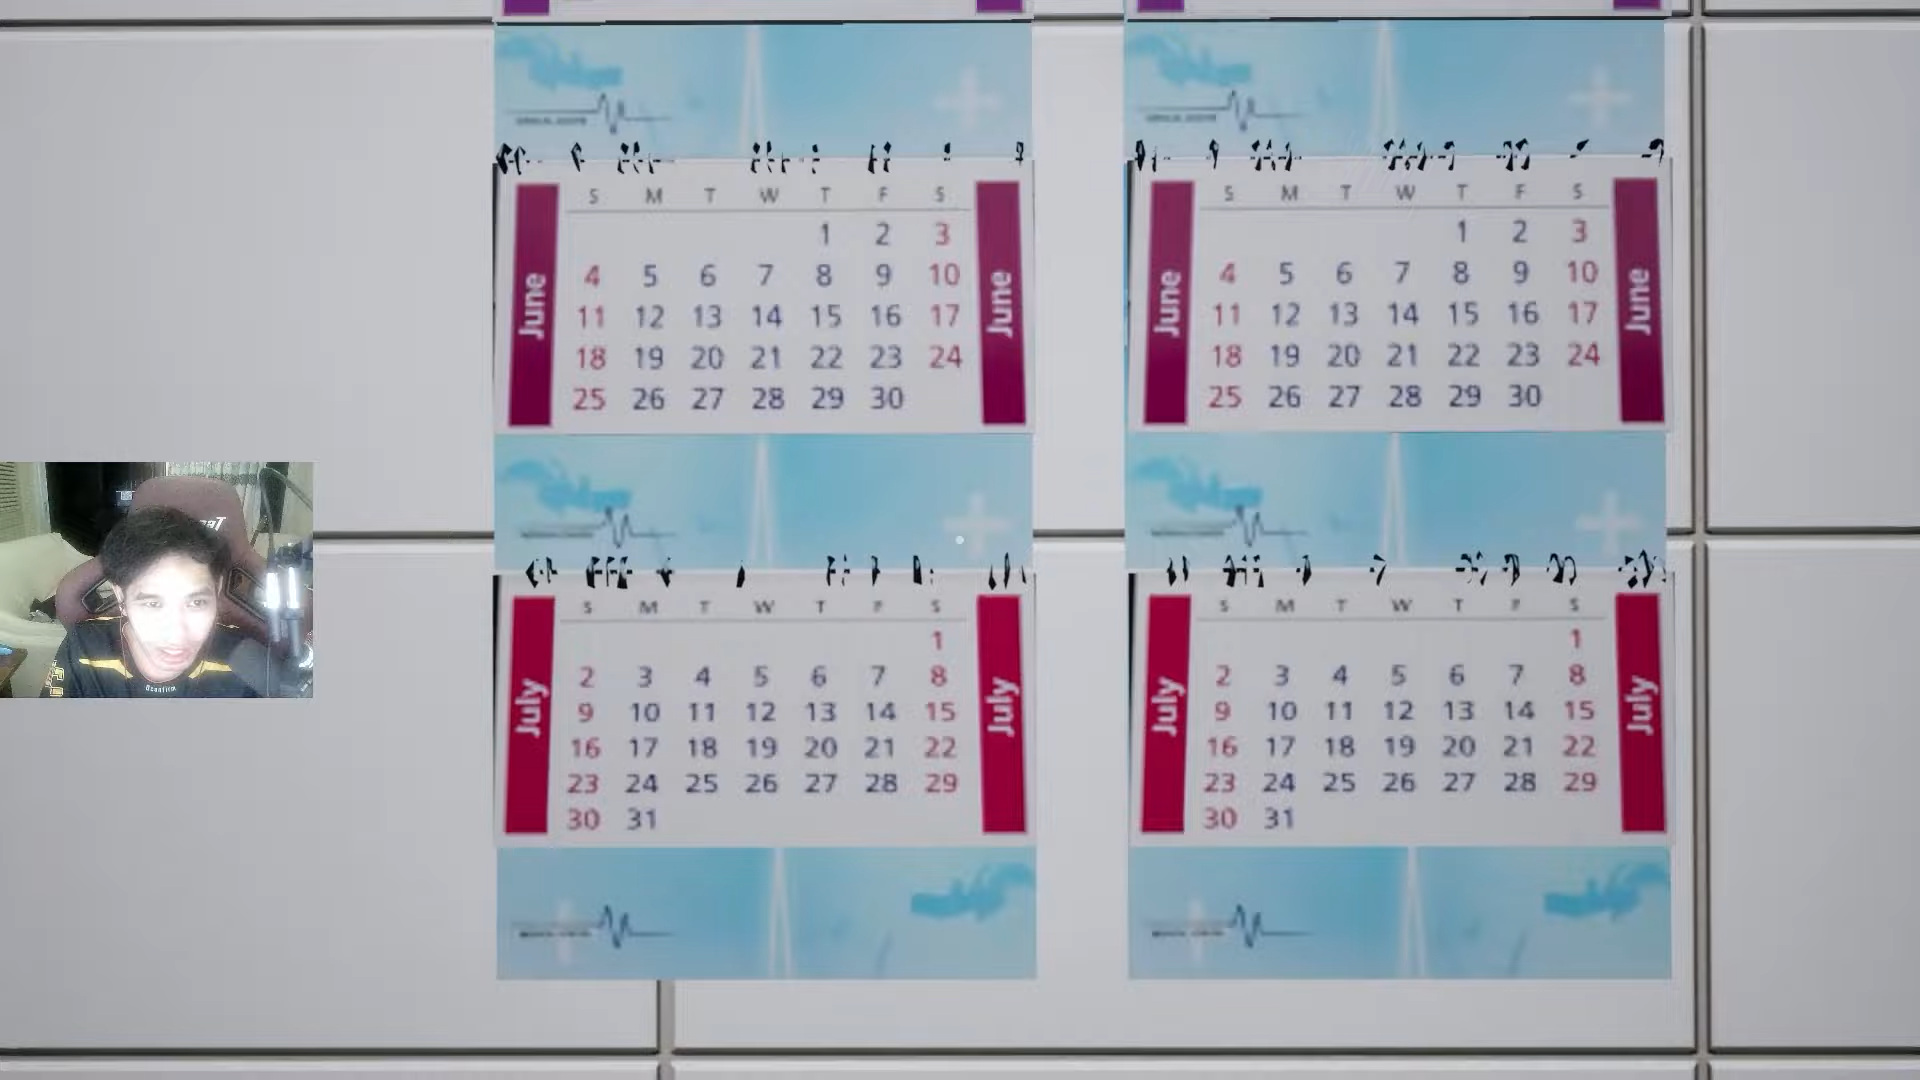 S M T W T F S
1 2 3
4 5 6 7 8 9 10
11 12 13 14 15 16 17
18 19 20 21 22 23 24
25 26 27 28 29 30
June
June
S M T W T F S
1 2 3
4 5 6 7 8 9 10
11 12 13 14 15 16 17
18 19 20 21 22 23 24
25 26 27 28 29 30
June
June
S M T W T F S
1
2 3 4 5 6 7 8
9 10 11 12 13 14 15
16 17 18 19 20 21 22
23 24 25 26 27 28 29
30 31
July
July
S M T W T F S
1
2 3 4 5 6 7 8
9 10 11 12 13 14 15
16 17 18 19 20 21 22
23 24 25 26 27 28 29
30 31
July
July